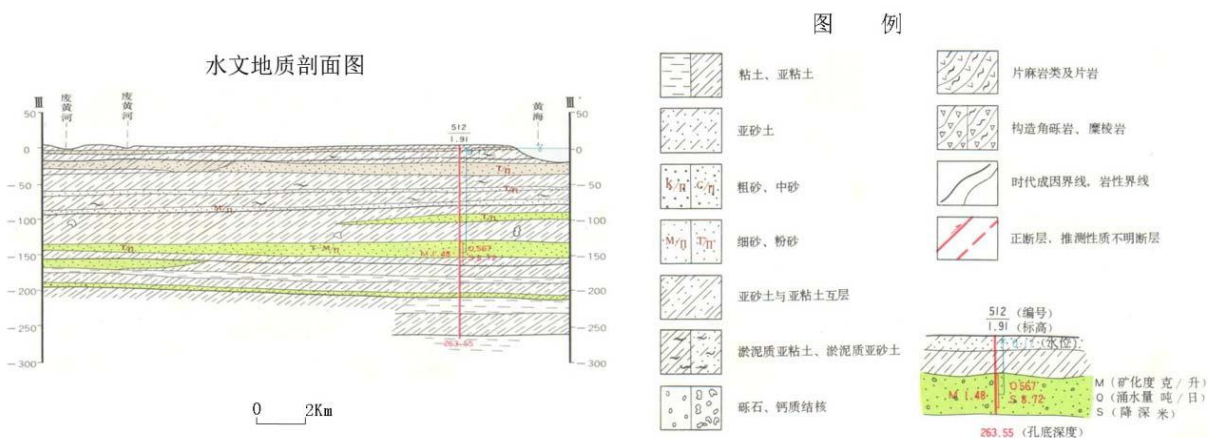 水文地质剖面图
Ⅲ
Ⅲ'
废黄河
废黄河
黄海
512
1.91
50
0
-50
-100
-150
-200
-250
-300
50
0
-50
-100
-150
-200
-250
-300
M 1.48
0.567
S 8.72
263.55
0 2Km
图 例
粘土、亚粘土
亚砂土
粗砂、中砂
细砂、粉砂
亚砂土与亚粘土互层
淤泥质亚粘土、淤泥质亚砂土
砾石、钙质结核
片麻岩类及片岩
构造角砾岩、糜棱岩
时代成因界线，岩性界线
正断层，推测性质不明断层
512 (编号)
1.91 (标高)
(水位)
M 1.48
0.567
S 8.72
M (矿化度 克 / 升)
Q (涌水量 吨 / 日)
S (降 深 米)
263.55 (孔底深度)